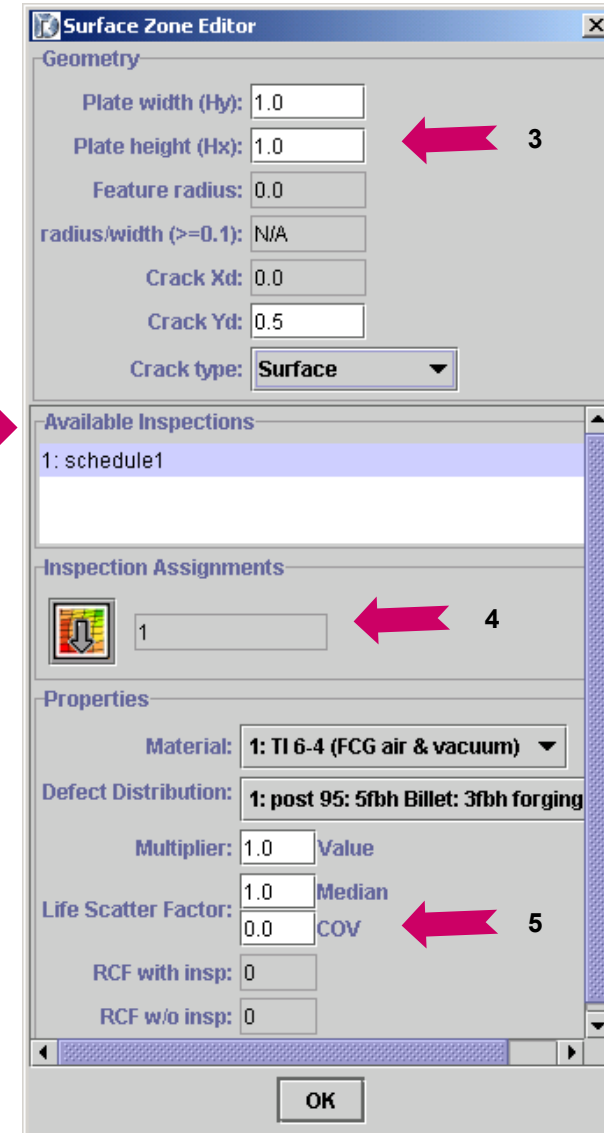 Surface Zone Editor
Geometry
Plate width (Hy): 1.0
3
Plate height (Hx): 1.0
Feature radius: 0.0
radius/width (>=0.1): N/A
Crack Xd: 0.0
Crack Yd: 0.5
Crack type: Surface
Available Inspections
1: schedule1
Inspection Assignments
1
4
Properties
Material: 1: TI 6-4 (FCG air & vacuum)
Defect Distribution: 1: post 95: 5fbh Billet: 3fbh forging
Multiplier: 1.0 Value
Life Scatter Factor: 1.0 Median
0.0 COV
5
RCF with insp: 0
RCF w/o insp: 0
OK